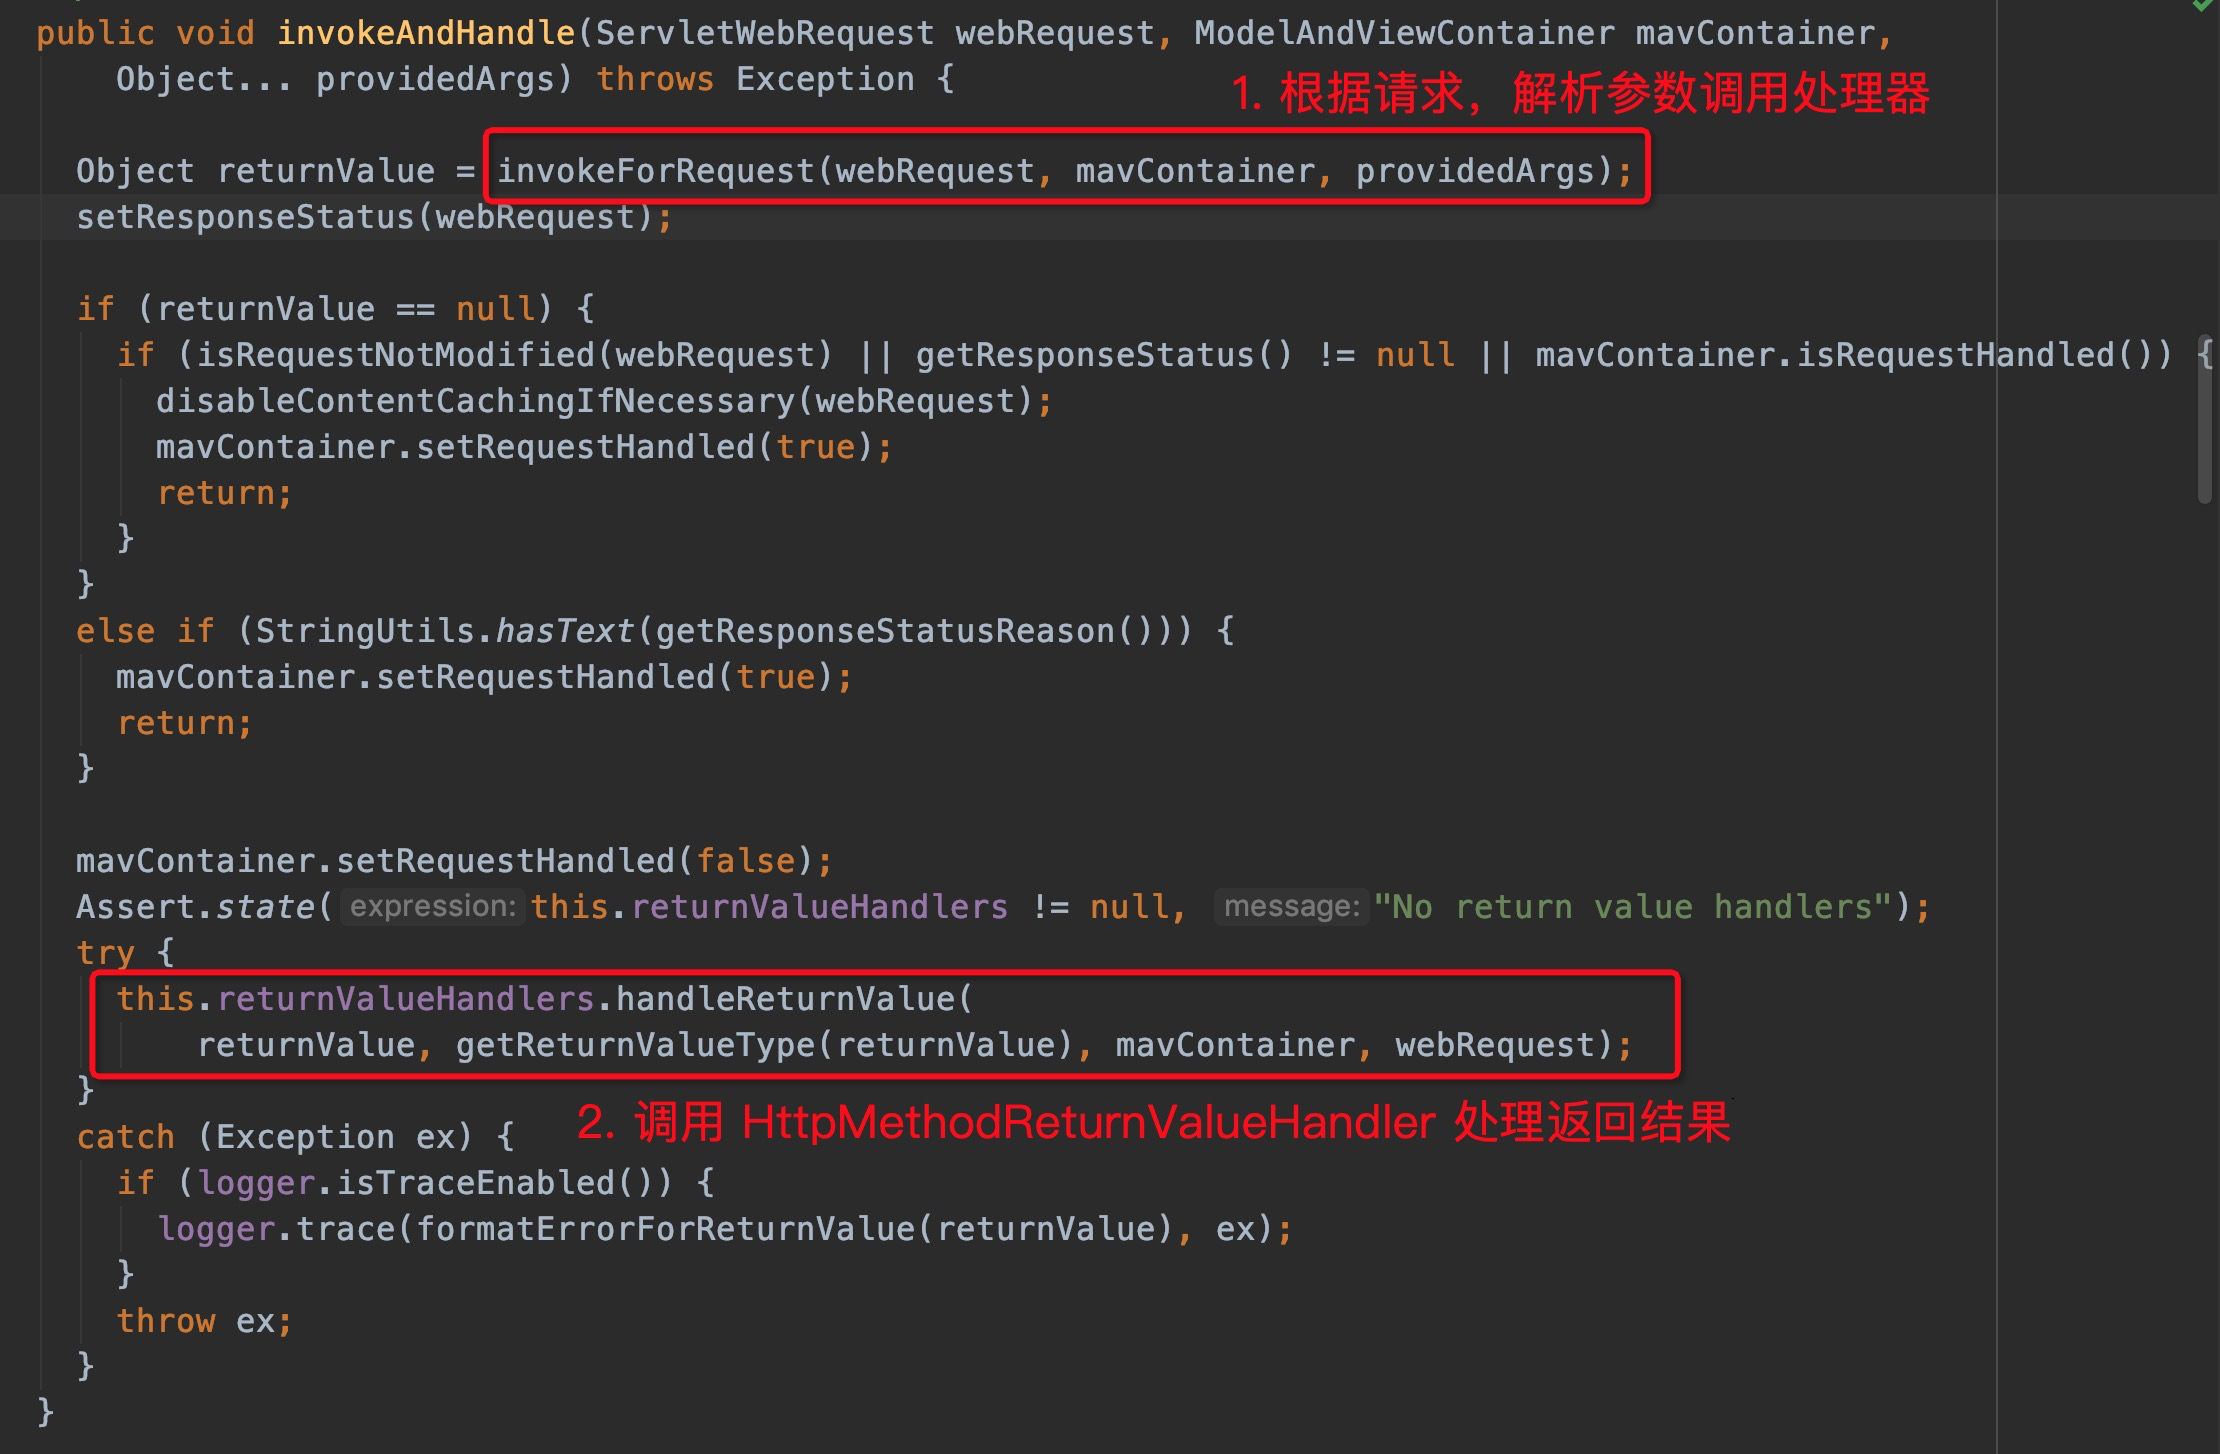 public void invokeAndHandle(ServletWebRequest webRequest, ModelAndViewContainer mavContainer,
Object... providedArgs) throws Exception {
1. 根据请求，解析参数调用处理器
Object returnValue = invokeForRequest(webRequest, mavContainer, providedArgs);
setResponseStatus(webRequest);
if (returnValue == null) {
if (isRequestNotModified(webRequest) || getResponseStatus() != null || mavContainer.isRequestHandled()) {
disableContentCachingIfNecessary(webRequest);
mavContainer.setRequestHandled(true);
return;
}
}
else if (StringUtils.hasText(getResponseStatusReason())) {
mavContainer.setRequestHandled(true);
return;
}
mavContainer.setRequestHandled(false);
Assert.state( expression: this.returnValueHandlers != null, message: "No return value handlers");
try {
this.returnValueHandlers.handleReturnValue(
returnValue, getReturnValueType(returnValue), mavContainer, webRequest);
}
2. 调用 HttpMethodReturnValueHandler 处理返回结果
catch (Exception ex) {
if (logger.isTraceEnabled()) {
logger.trace(formatErrorForReturnValue(returnValue), ex);
}
throw ex;
}
}